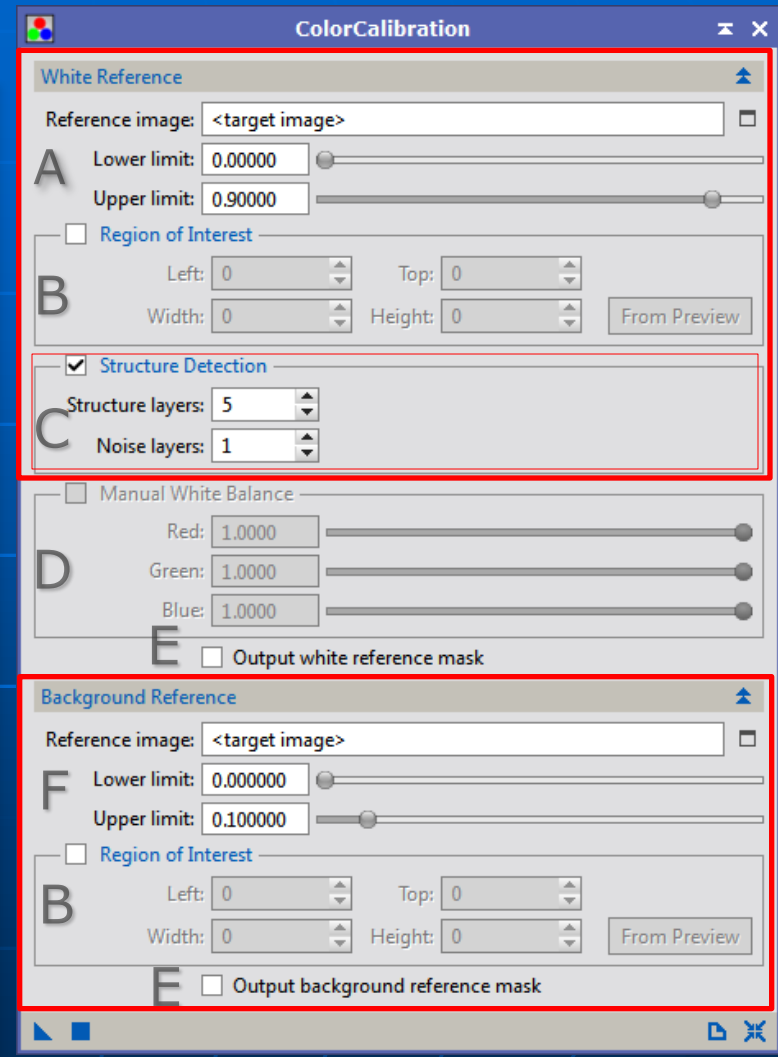 ColorCalibration
White Reference
Reference image: <target image>
A
Lower limit: 0.00000
Upper limit: 0.90000
Region of Interest
B
Left: 0 Top: 0
Width: 0 Height: 0 From Preview
Structure Detection
C
Structure layers: 5
Noise layers: 1
Manual White Balance
Red: 1.0000
D
Green: 1.0000
Blue: 1.0000
E
Output white reference mask
Background Reference
Reference image: <target image>
F
Lower limit: 0.000000
Upper limit: 0.100000
Region of Interest
B
Left: 0 Top: 0
Width: 0 Height: 0 From Preview
E
Output background reference mask